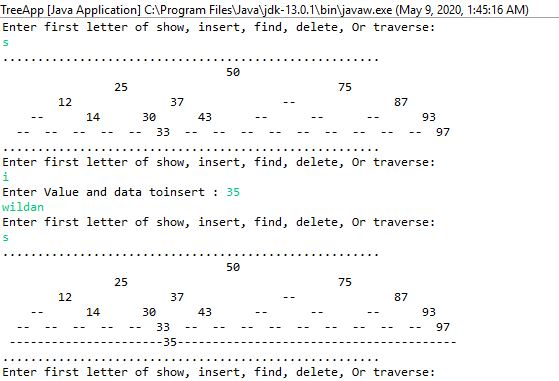 TreeApp [Java Application] C:\Program Files\Java\jdk-13.0.1\bin\javaw.exe (May 9, 2020, 1:45:16 AM)
Enter first letter of show, insert, find, delete, Or traverse:
s
......................................................
50
25 75
12 37 -- 87
-- 14 30 43 -- -- -- 93
-- -- -- -- -- 33 -- -- -- -- -- -- -- -- -- 97
......................................................
Enter first letter of show, insert, find, delete, Or traverse:
i
Enter Value and data toinsert : 35
wildan
Enter first letter of show, insert, find, delete, Or traverse:
s
......................................................
50
25 75
12 37 -- 87
-- 14 30 43 -- -- -- 93
-- -- -- -- -- 33 -- -- -- -- -- -- -- -- -- 97
----------------------35----------------------------------------
......................................................
Enter first letter of show, insert, find, delete, Or traverse: